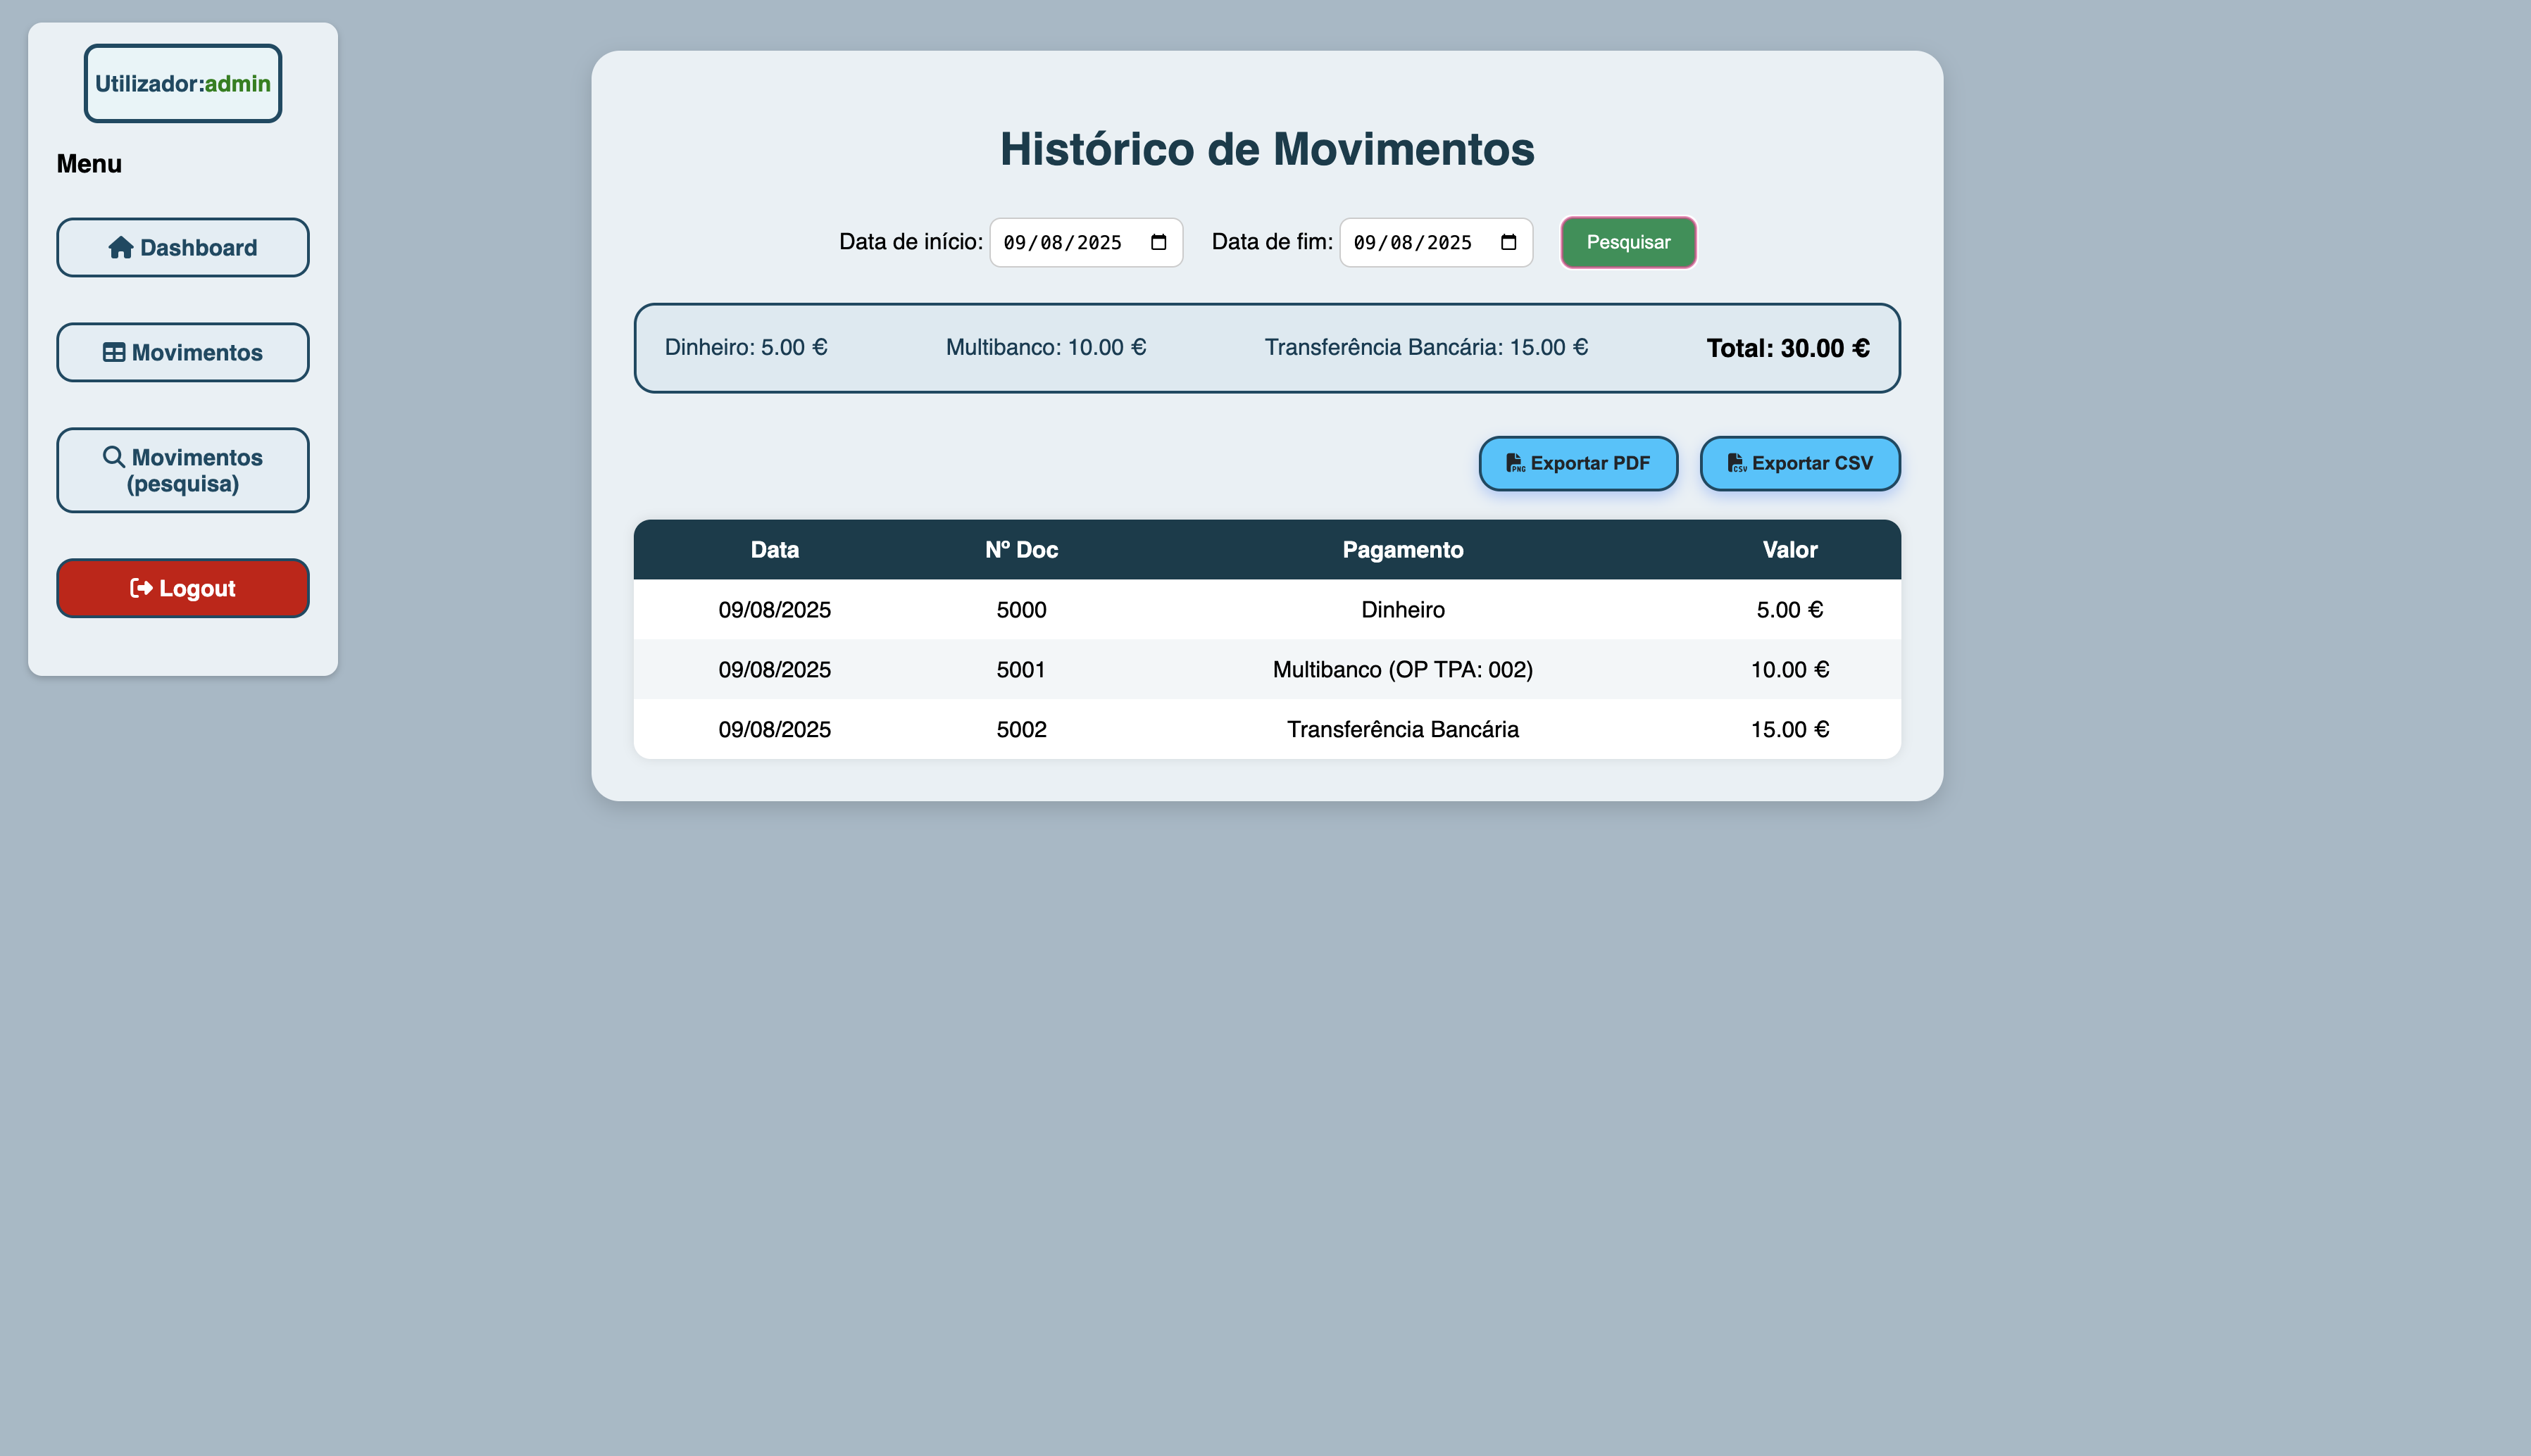 Utilizador:admin
Menu
Dashboard
Movimentos
Movimentos
(pesquisa)
Logout
Histórico de Movimentos
Data de início: 09/08/2025 Data de fim: 09/08/2025 Pesquisar
Dinheiro: 5.00 € Multibanco: 10.00 € Transferência Bancária: 15.00 € Total: 30.00 €
PNG Exportar PDF CSV Exportar CSV
Data Nº Doc Pagamento Valor
09/08/2025 5000 Dinheiro 5.00 €
09/08/2025 5001 Multibanco (OP TPA: 002) 10.00 €
09/08/2025 5002 Transferência Bancária 15.00 €